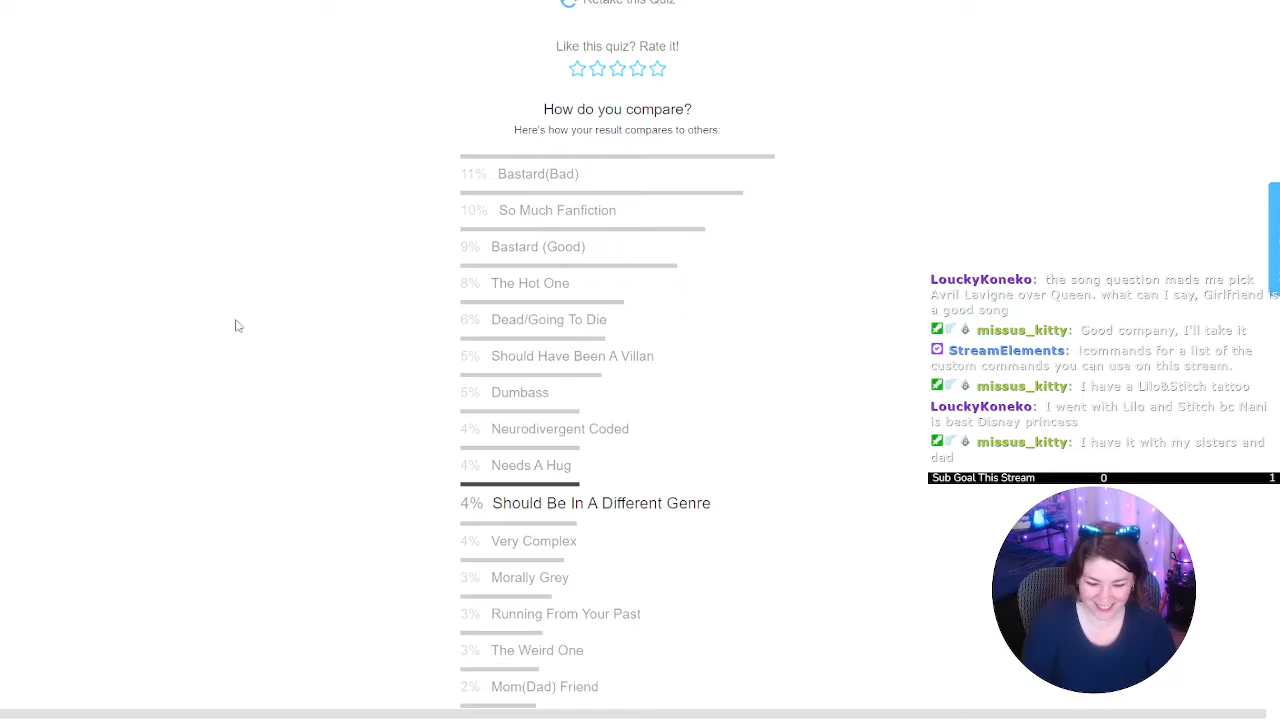 Retake this Quiz
Like this quiz? Rate it!
How do you compare?
Here's how your result compares to others:
11% Bastard(Bad)
10% So Much Fanfiction
9% Bastard (Good)
8% The Hot One
6% Dead/Going To Die
5% Should Have Been A Villan
5% Dumbass
4% Neurodivergent Coded
4% Needs A Hug
4% Should Be In A Different Genre
4% Very Complex
3% Morally Grey
3% Running From Your Past
3% The Weird One
2% Mom(Dad) Friend
LouckyKoneko: the song question made me pick
Avril Lavigne over Queen. what can I say, Girlfriend is
a good song
missus_kitty: Good company, I'll take it
StreamElements: !commands for a list of the
custom commands you can use on this stream.
missus_kitty: I have a Lilo&Stitch tattoo
LouckyKoneko: I went with Lilo and Stitch bc Nani
is best Disney princess
missus_kitty: I have it with my sisters and
dad
Sub Goal This Stream 0 1